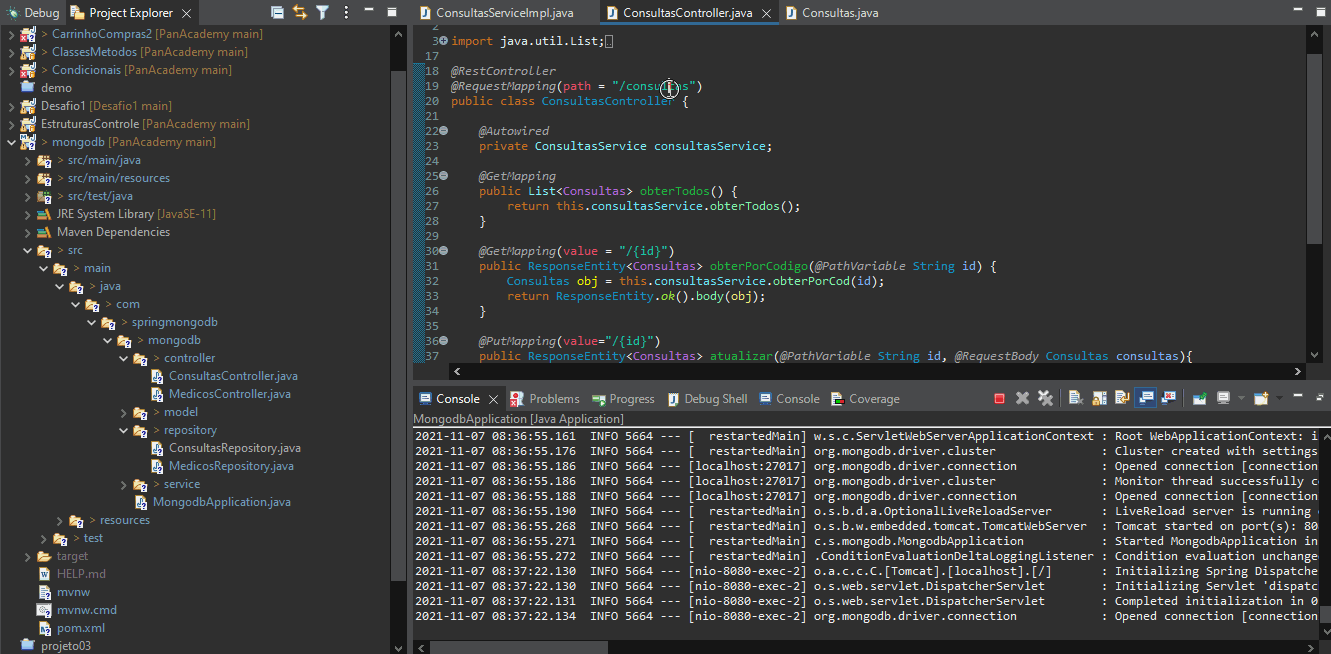 Debug Project Explorer
> CarrinhoCompras2 [PanAcademy main]
> ClassesMetodos [PanAcademy main]
> Condicionais [PanAcademy main]
demo
Desafio1 [Desafio1 main]
EstruturasControle [PanAcademy main]
> mongodb [PanAcademy main]
> src/main/java
> src/main/resources
> src/test/java
JRE System Library [JavaSE-11]
Maven Dependencies
> src
> main
> java
> com
> springmongodb
> mongodb
> controller
ConsultasController.java
MedicosController.java
> model
> repository
ConsultasRepository.java
MedicosRepository.java
> service
MongodbApplication.java
> resources
> test
target
HELP.md
mvnw
mvnw.cmd
pom.xml
projeto03
ConsultasServiceImpl.java ConsultasController.java Consultas.java
2
3 import java.util.List;
17
18 @RestController
19 @RequestMapping(path = "/consultas")
20 public class ConsultasController {
21
22 @Autowired
23 private ConsultasService consultasService;
24
25 @GetMapping
26 public List<Consultas> obterTodos() {
27 return this.consultasService.obterTodos();
28 }
29
30 @GetMapping(value = "/{id}")
31 public ResponseEntity<Consultas> obterPorCodigo(@PathVariable String id) {
32 Consultas obj = this.consultasService.obterPorCod(id);
33 return ResponseEntity.ok().body(obj);
34 }
35
36 @PutMapping(value="/{id}")
37 public ResponseEntity<Consultas> atualizar(@PathVariable String id, @RequestBody Consultas consultas){
Console Problems Progress Debug Shell Console Coverage
MongodbApplication [Java Application]
2021-11-07 08:36:55.161 INFO 5664 --- [ restartedMain] w.s.c.ServletWebServerApplicationContext : Root WebApplicationContext: i
2021-11-07 08:36:55.176 INFO 5664 --- [ restartedMain] org.mongodb.driver.cluster : Cluster created with settings
2021-11-07 08:36:55.186 INFO 5664 --- [localhost:27017] org.mongodb.driver.connection : Opened connection [connection
2021-11-07 08:36:55.186 INFO 5664 --- [localhost:27017] org.mongodb.driver.cluster : Monitor thread successfully c
2021-11-07 08:36:55.188 INFO 5664 --- [localhost:27017] org.mongodb.driver.connection : Opened connection [connection
2021-11-07 08:36:55.190 INFO 5664 --- [ restartedMain] o.s.b.d.a.OptionalLiveReloadServer : LiveReload server is running
2021-11-07 08:36:55.268 INFO 5664 --- [ restartedMain] o.s.b.w.embedded.tomcat.TomcatWebServer : Tomcat started on port(s): 80
2021-11-07 08:36:55.271 INFO 5664 --- [ restartedMain] c.s.mongodb.MongodbApplication : Started MongodbApplication in
2021-11-07 08:36:55.272 INFO 5664 --- [ restartedMain] .ConditionEvaluationDeltaLoggingListener : Condition evaluation unchange
2021-11-07 08:37:22.130 INFO 5664 --- [nio-8080-exec-2] o.a.c.c.C.[Tomcat].[localhost].[/] : Initializing Spring Dispatche
2021-11-07 08:37:22.130 INFO 5664 --- [nio-8080-exec-2] o.s.web.servlet.DispatcherServlet : Initializing Servlet 'dispatc
2021-11-07 08:37:22.131 INFO 5664 --- [nio-8080-exec-2] o.s.web.servlet.DispatcherServlet : Completed initialization in 0
2021-11-07 08:37:22.134 INFO 5664 --- [nio-8080-exec-2] org.mongodb.driver.connection : Opened connection [connection